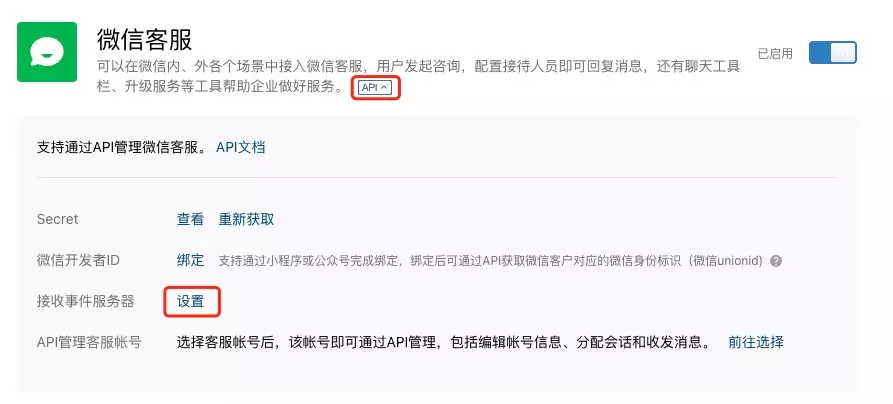 微信客服
可以在微信内、外各个场景中接入微信客服，用户发起咨询，配置接待人员即可回复消息，还有聊天工具
栏、升级服务等工具帮助企业做好服务。 API
已启用
支持通过API管理微信客服。 API文档
Secret 查看 重新获取
微信开发者ID 绑定 支持通过小程序或公众号完成绑定，绑定后可通过API获取微信客户对应的微信身份标识（微信unionid) ?
接收事件服务器 设置
API管理客服帐号 选择客服帐号后，该帐号即可通过API管理，包括编辑帐号信息、分配会话和收发消息。 前往选择